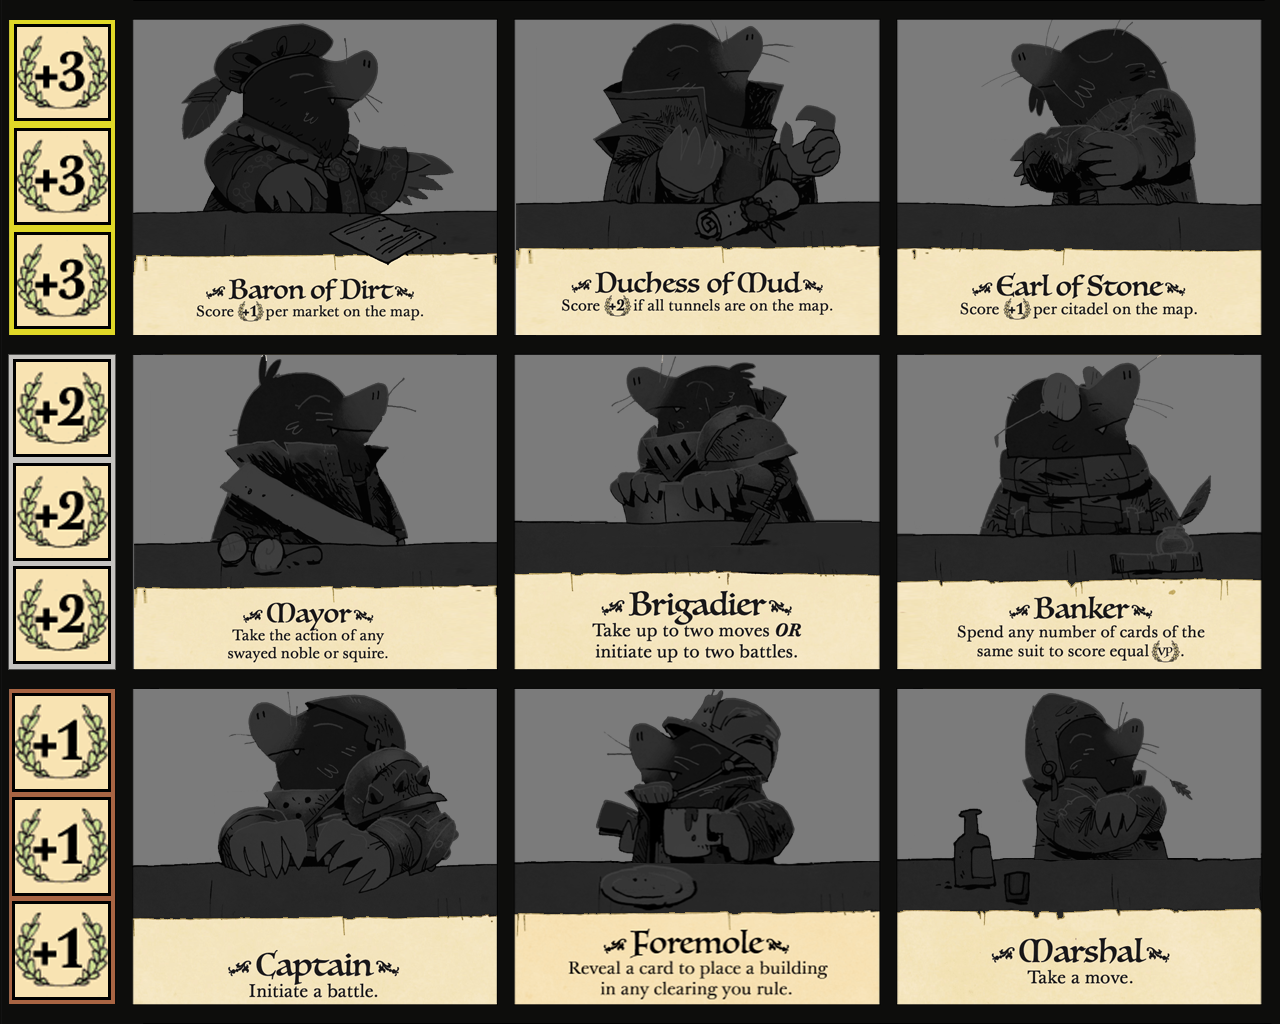 +3
+3
+3
Baron of Dirt
Score +1 per market on the map.
Duchess of Mud
Score +2 if all tunnels are on the map.
Earl of Stone
Score +1 per citadel on the map.
+2
+2
+2
Mayor
Take the action of any
swayed noble or squire.
Brigadier
Take up to two moves OR
initiate up to two battles.
Banker
Spend any number of cards of the
same suit to score equal VP.
+1
+1
+1
Captain
Initiate a battle.
Foremole
Reveal a card to place a building
in any clearing you rule.
Marshal
Take a move.